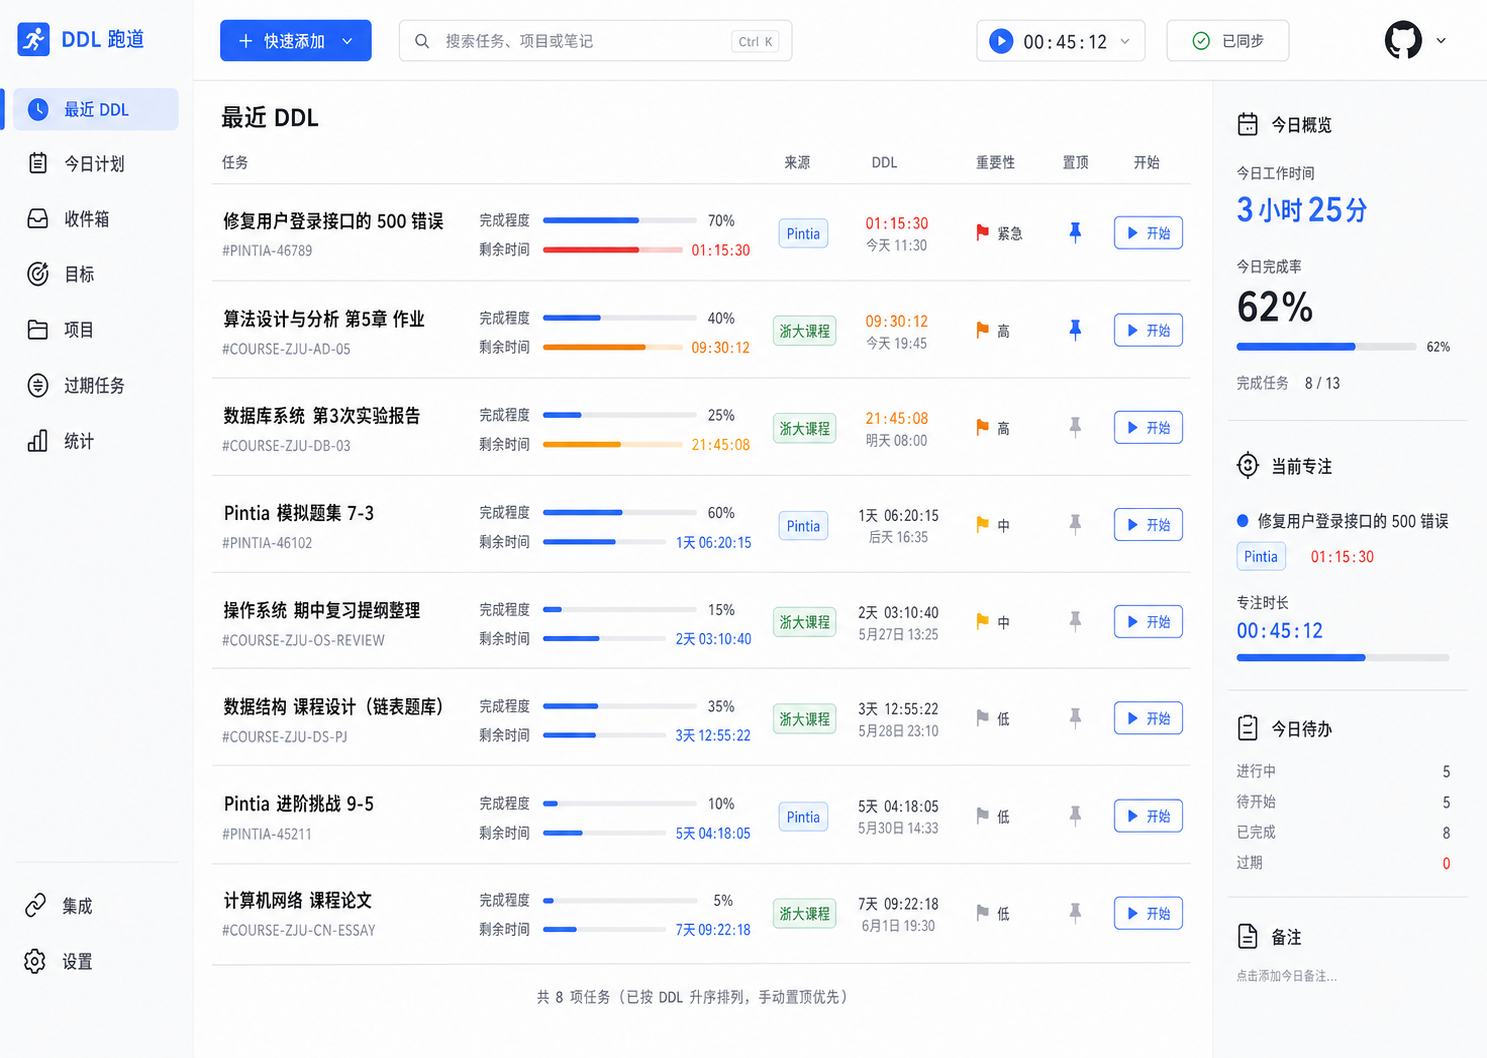 DDL 跑道
快速添加
搜索任务、项目或笔记
Ctrl K
00:45:12
已同步
最近 DDL
今日计划
收件箱
目标
项目
过期任务
统计
集成
设置
最近 DDL
任务 来源 DDL 重要性 置顶 开始
修复用户登录接口的 500 错误
#PINTIA-46789
完成程度 70%
剩余时间 01:15:30
Pintia
01:15:30
今天 11:30
紧急
开始
算法设计与分析 第5章 作业
#COURSE-ZJU-AD-05
完成程度 40%
剩余时间 09:30:12
浙大课程
09:30:12
今天 19:45
高
开始
数据库系统 第3次实验报告
#COURSE-ZJU-DB-03
完成程度 25%
剩余时间 21:45:08
浙大课程
21:45:08
明天 08:00
高
开始
Pintia 模拟题集 7-3
#PINTIA-46102
完成程度 60%
剩余时间 1天 06:20:15
Pintia
1天 06:20:15
后天 16:35
中
开始
操作系统 期中复习提纲整理
#COURSE-ZJU-OS-REVIEW
完成程度 15%
剩余时间 2天 03:10:40
浙大课程
2天 03:10:40
5月27日 13:25
中
开始
数据结构 课程设计（链表题库）
#COURSE-ZJU-DS-PJ
完成程度 35%
剩余时间 3天 12:55:22
浙大课程
3天 12:55:22
5月28日 23:10
低
开始
Pintia 进阶挑战 9-5
#PINTIA-45211
完成程度 10%
剩余时间 5天 04:18:05
Pintia
5天 04:18:05
5月30日 14:33
低
开始
计算机网络 课程论文
#COURSE-ZJU-CN-ESSAY
完成程度 5%
剩余时间 7天 09:22:18
浙大课程
7天 09:22:18
6月1日 19:30
低
开始
共 8 项任务（已按 DDL 升序排列，手动置顶优先）
今日概览
今日工作时间
3 小时 25 分
今日完成率
62%
62%
完成任务 8 / 13
当前专注
修复用户登录接口的 500 错误
Pintia 01:15:30
专注时长
00:45:12
今日待办
进行中 5
待开始 5
已完成 8
过期 0
备注
点击添加今日备注...